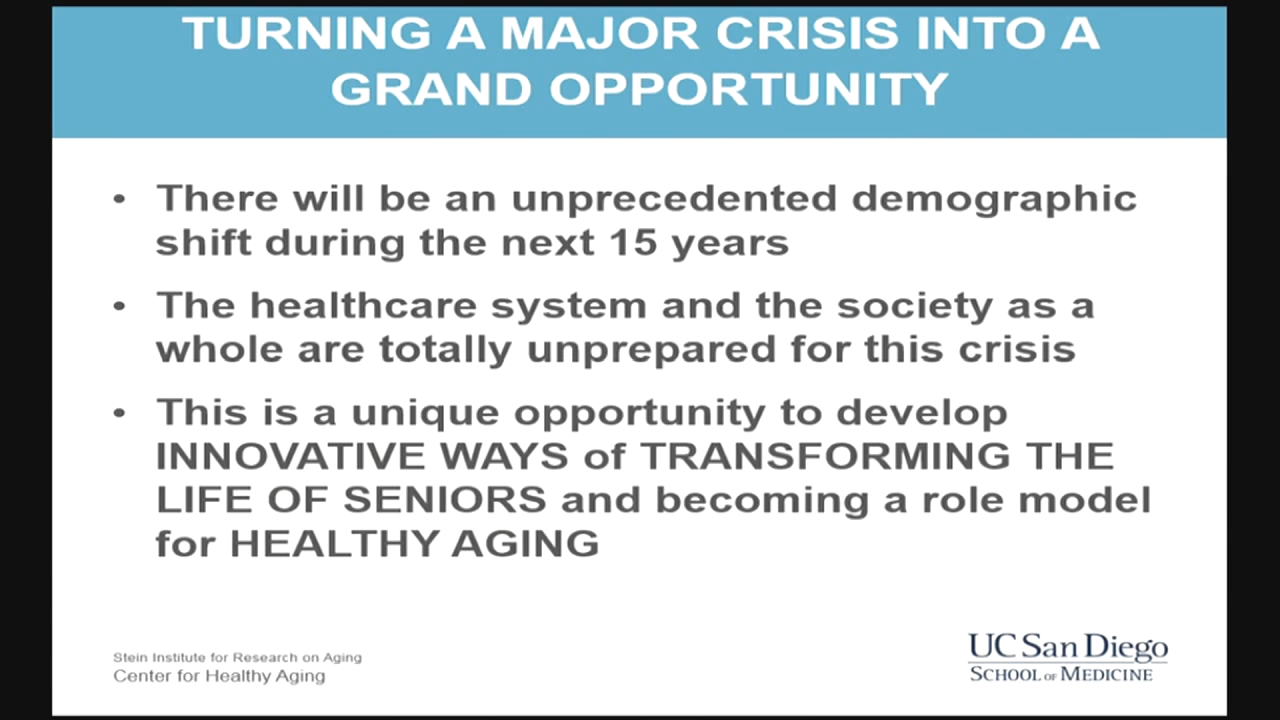 TURNING A MAJOR CRISIS INTO A
GRAND OPPORTUNITY
• There will be an unprecedented demographic
shift during the next 15 years
• The healthcare system and the society as a
whole are totally unprepared for this crisis
• This is a unique opportunity to develop
INNOVATIVE WAYS of TRANSFORMING THE
LIFE OF SENIORS and becoming a role model
for HEALTHY AGING
Stein Institute for Research on Aging
Center for Healthy Aging
UC San Diego
SCHOOL OF MEDICINE